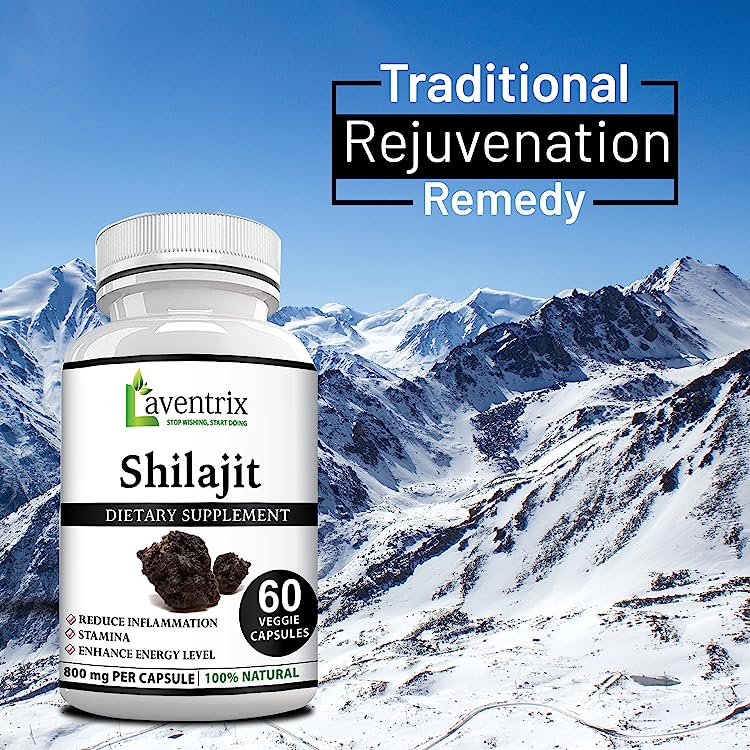 Traditional
Rejuvenation
Remedy
Laventrix
STOP WISHING, START DOING
Shilajit
DIETARY SUPPLEMENT
60
VEGGIE
CAPSULES
REDUCE INFLAMMATION
STAMINA
ENHANCE ENERGY LEVEL
800 mg PER CAPSULE | 100% NATURAL